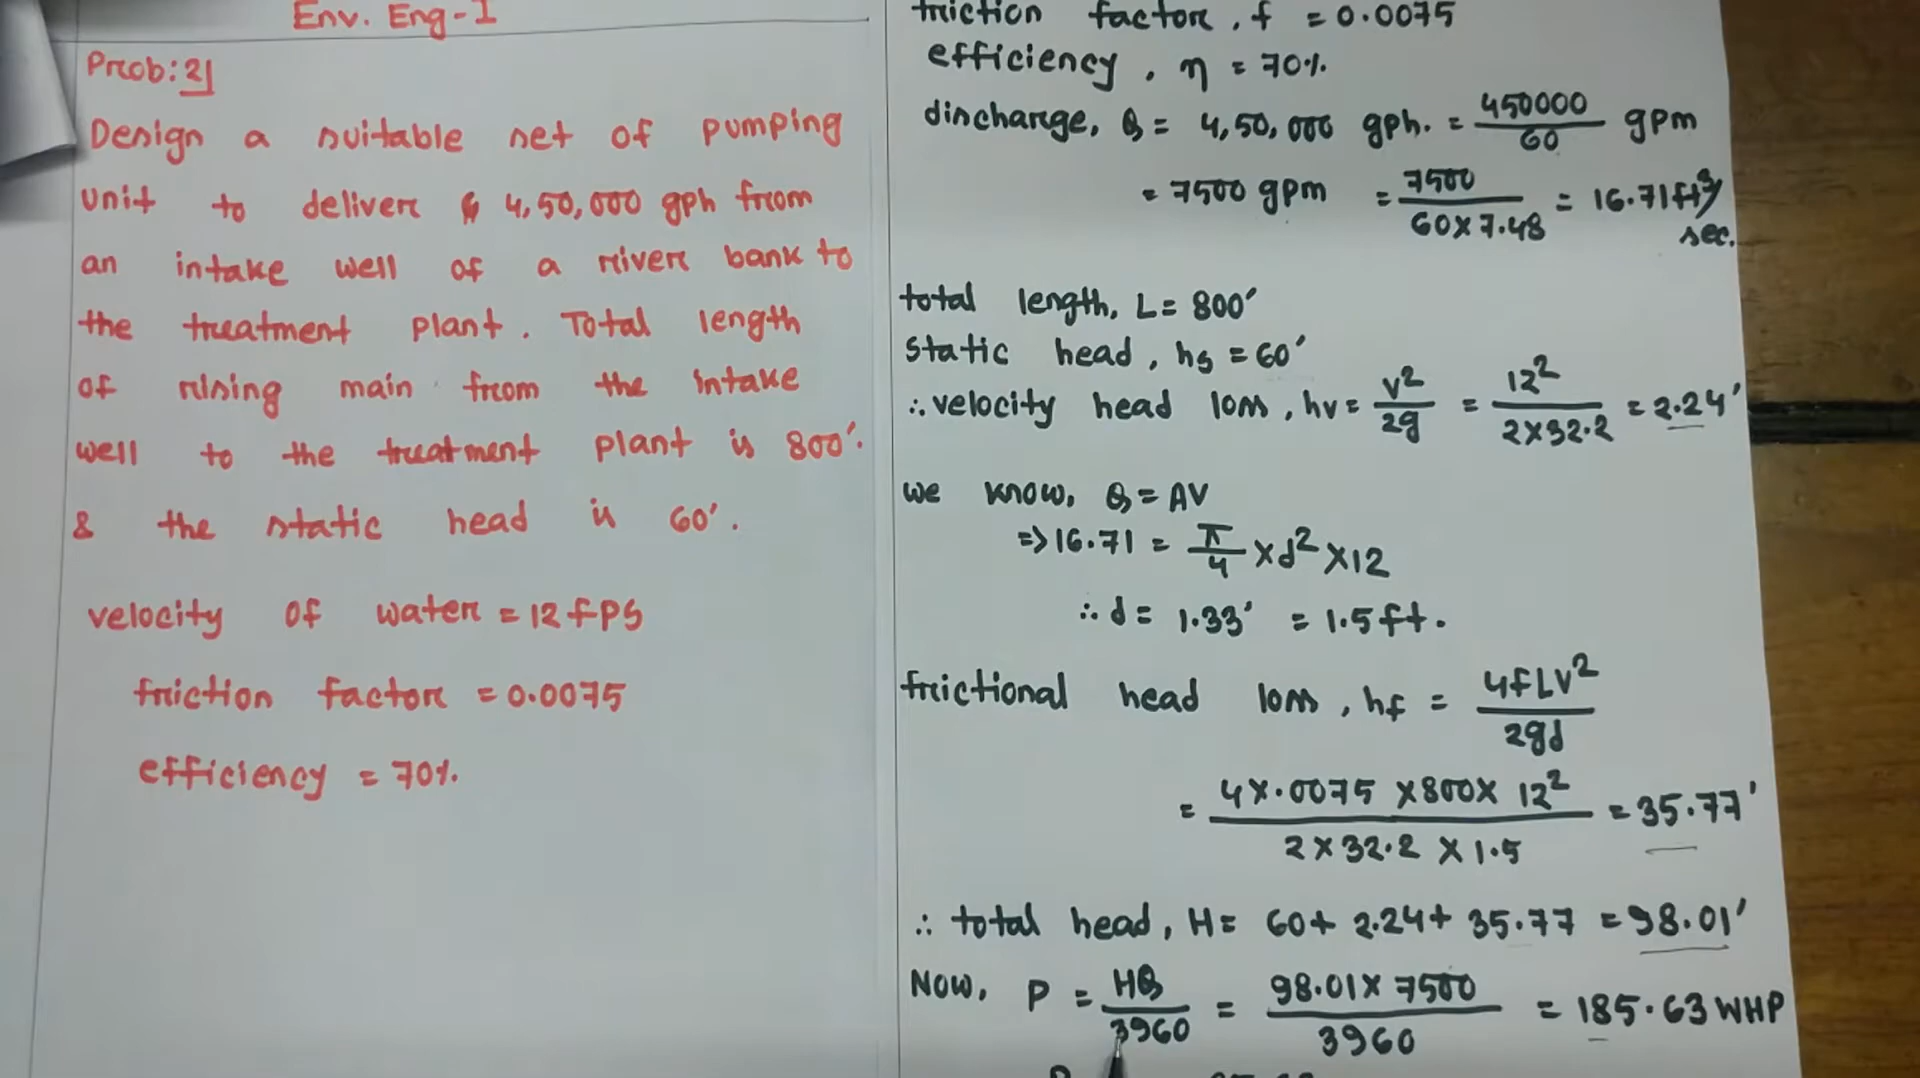 Env. Eng-I
Prob: 21
Design a suitable set of pumping
unit to deliver 4,50,000 gph from
an intake well of a river bank to
the treatment plant. Total length
of rising main from the intake
well to the treatment plant is 800'.
& the static head is 60'.
velocity of water = 12 fps
friction factor = 0.0075
efficiency = 70%.
friction factor, f = 0.0075
efficiency, η = 70%.
discharge, Q = 4,50,000 gph. = 450000/60 gpm
= 7500 gpm = 7500/(60×7.48) = 16.71 ft³/sec.
total length, L = 800'
static head, hs = 60'
∴ velocity head loss, hv = v²/2g = 12²/(2×32.2) = 2.24'
we know, Q = AV
=> 16.71 = π/4 × d² × 12
∴ d = 1.33' = 1.5 ft.
frictional head loss, hf = 4fLV²/2gd
= (4×.0075×800×12²)/(2×32.2×1.5) = 35.77'
∴ total head, H = 60+ 2.24+ 35.77 = 98.01'
Now, P = HQ/3960 = (98.01× 7500)/3960 = 185.63 WHP